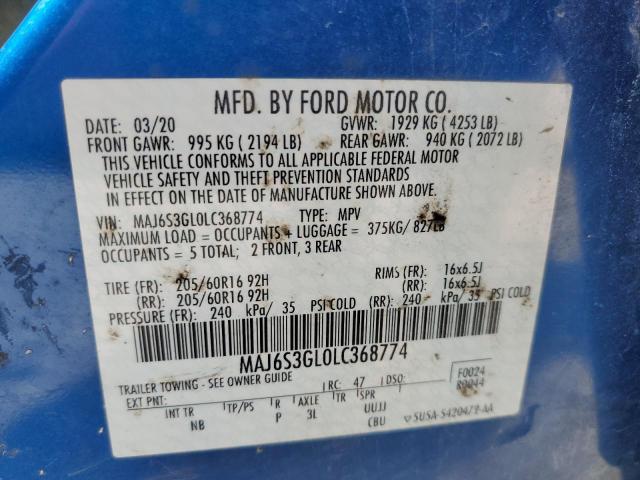 MFD. BY FORD MOTOR CO.
DATE: 03/20 GVWR: 1929 KG ( 4253 LB)
FRONT GAWR: 995 KG ( 2194 LB) REAR GAWR: 940 KG ( 2072 LB)
THIS VEHICLE CONFORMS TO ALL APPLICABLE FEDERAL MOTOR
VEHICLE SAFETY AND THEFT PREVENTION STANDARDS
IN EFFECT ON THE DATE OF MANUFACTURE SHOWN ABOVE.
VIN: MAJ6S3GL0LC368774 TYPE: MPV
MAXIMUM LOAD = OCCUPANTS + LUGGAGE = 375KG/ 827LB
OCCUPANTS = 5 TOTAL; 2 FRONT, 3 REAR
TIRE (FR): 205/60R16 92H RIMS (FR): 16x6.5J
(RR): 205/60R16 92H (RR): 16x6.5J
PRESSURE (FR): 240 kPa/ 35 PSI COLD (RR): 240 kPa/ 35 PSI COLD
MAJ6S3GL0LC368774
TRAILER TOWING - SEE OWNER GUIDE RC: 47 DSO: F0024
EXT PNT: R0044
INT TR TP/PS R AXLE TR SPR
NB P 3L UUJJ
CBU 5U5A-